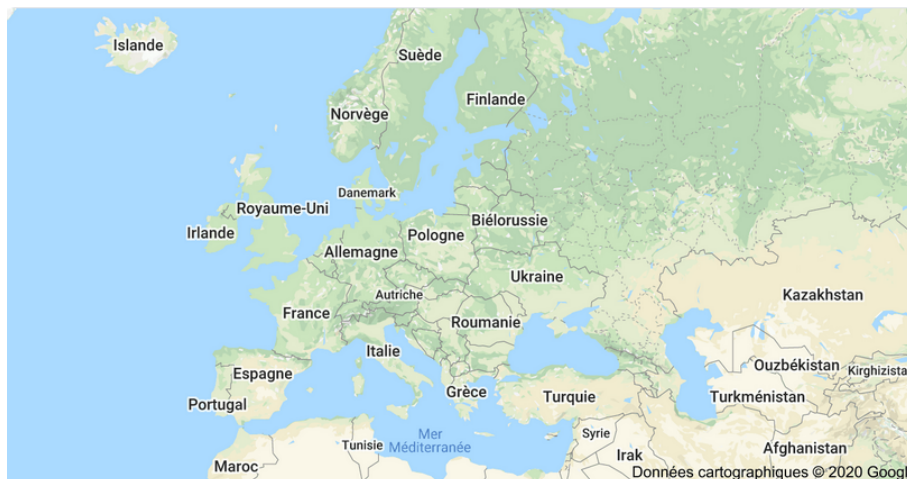 Islande
Suède
Finlande
Norvège
Danemark
Royaume-Uni
Biélorussie
Irlande
Pologne
Allemagne
Ukraine
Autriche
Kazakhstan
France
Roumanie
Italie
Ouzbékistan
Espagne
Kirghizista
Grèce
Turquie
Turkménistan
Portugal
Mer
Méditerranée
Tunisie
Syrie
Afghanistan
Irak
Maroc
Données cartographiques © 2020 Googl